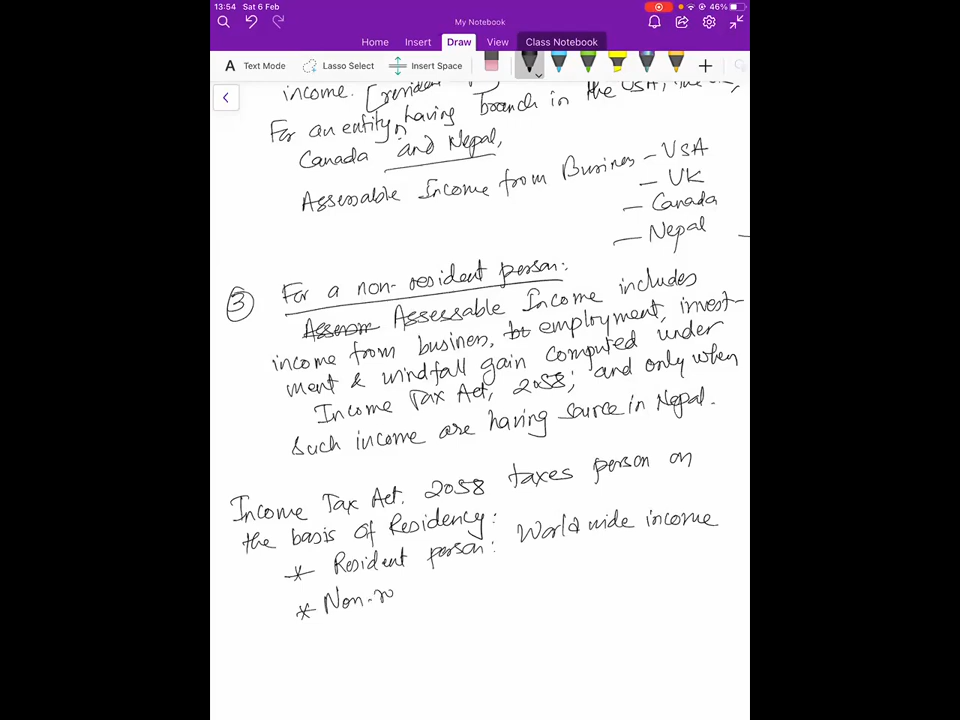 13:54 Sat 6 Feb
46%
My Notebook
Home Insert Draw View Class Notebook
Text Mode Lasso Select Insert Space
income.
For an entity having branch in the USA,
Canada and Nepal,
Assessable Income from Business – USA
– UK
– Canada
– Nepal –
③ For a non-resident person:
Assessable Income includes
income from business, employment, invest-
ment & windfall gain computed under
Income Tax Act, 2058; and only when
such income are having source in Nepal.
Income Tax Act. 2058 taxes person on
the basis of Residency:
* Resident person: Worldwide income
* Non-r